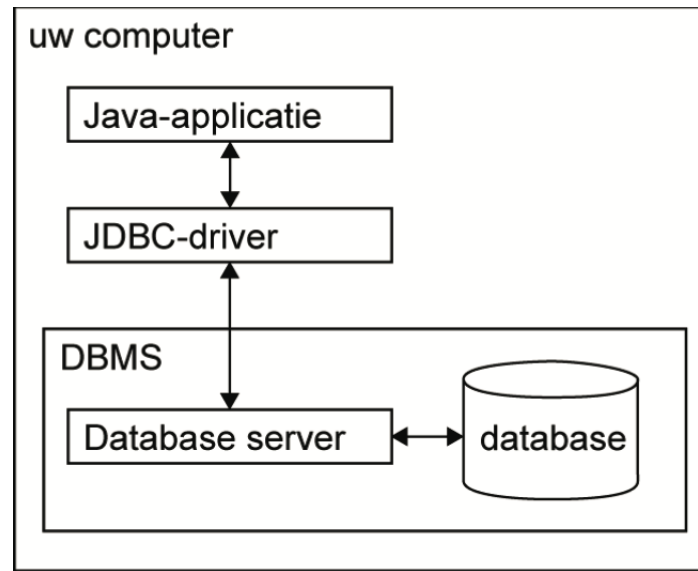 uw computer
Java-applicatie
JDBC-driver
DBMS
Database server
database